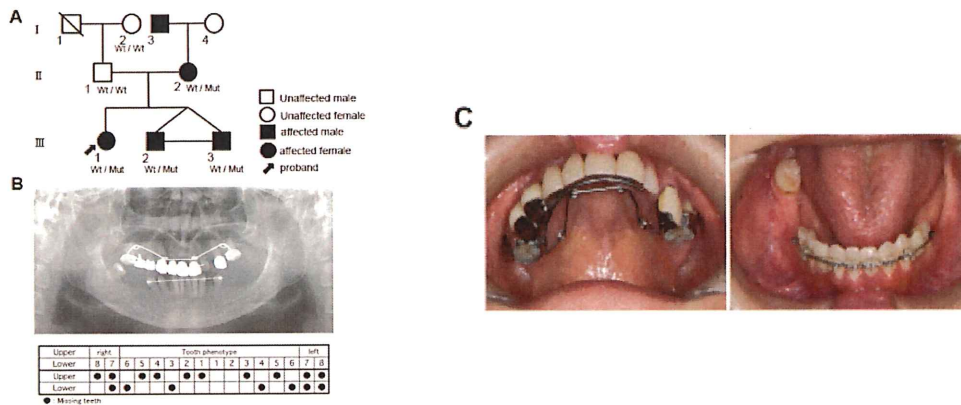 A
I
1
2
Wt / Wt
3
4
II
1
Wt / Wt
2
Wt / Mut
III
1
Wt / Mut
2
Wt / Mut
3
Wt / Mut
Unaffected male
Unaffected female
affected male
affected female
proband
B
Upper right Tooth phenotype left
Lower 8 7 6 5 4 3 2 1 1 2 3 4 5 6 7 8
Upper
Lower
: Missing teeth
C